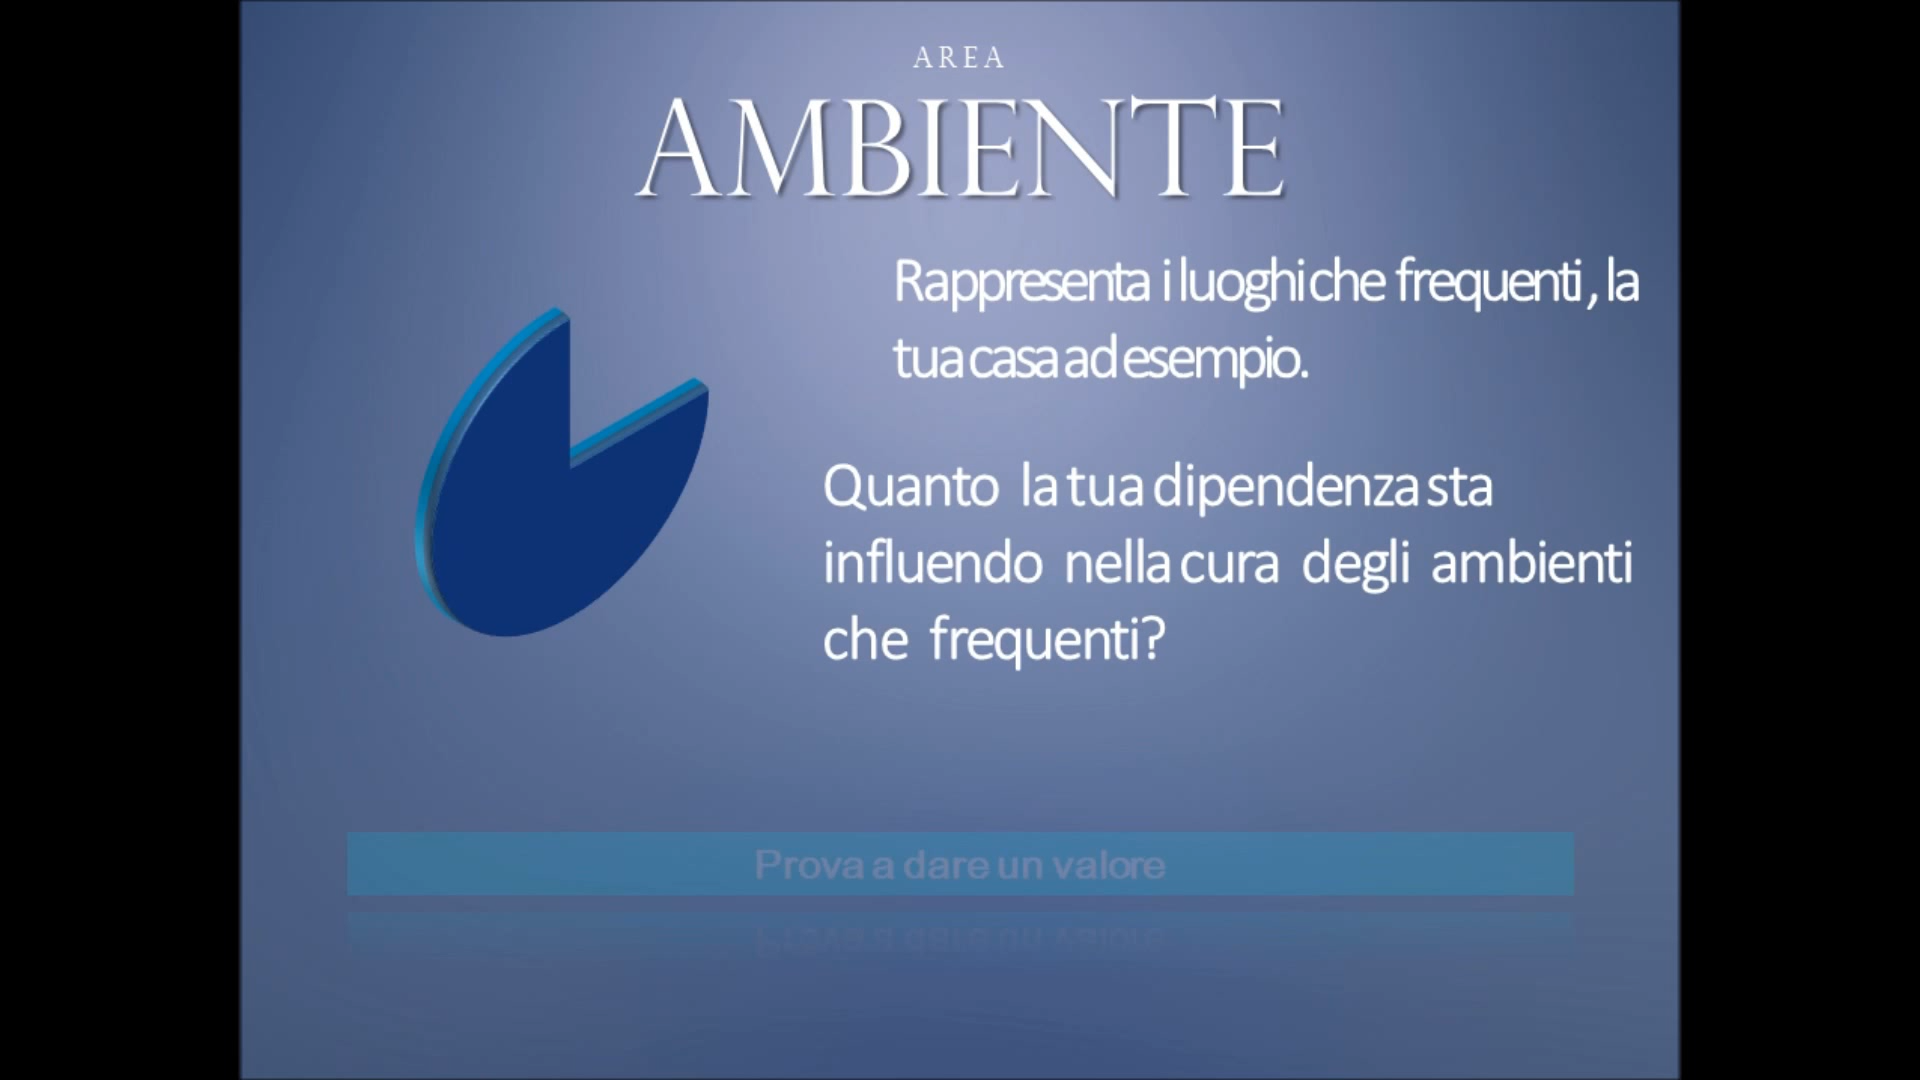 AREA
AMBIENTE
Rappresenta i luoghi che frequenti, la
tua casa ad esempio.
Quanto la tua dipendenza sta
influendo nella cura degli ambienti
che frequenti?
Prova a dare un valore